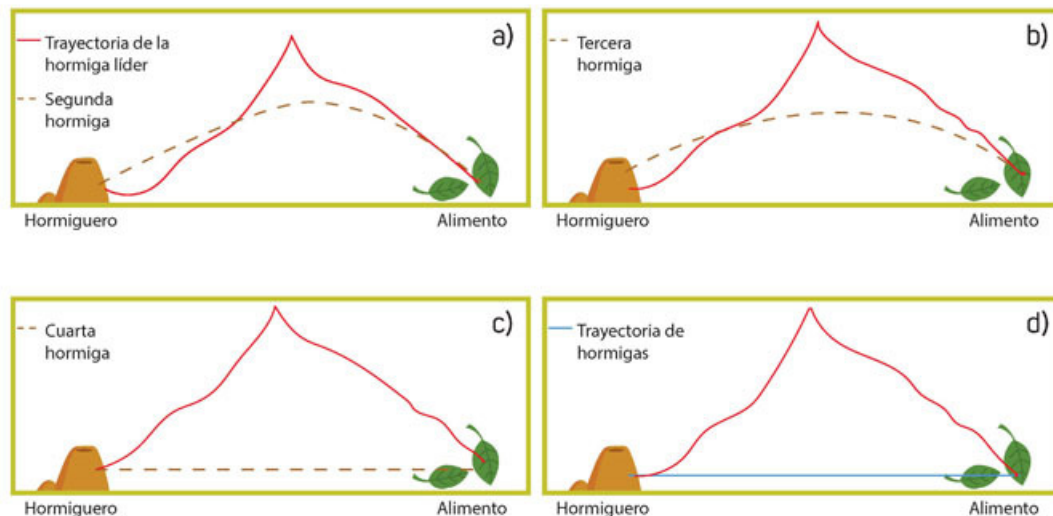 a)
Trayectoria de la
hormiga líder
Segunda
hormiga
Hormiguero
Alimento
b)
Tercera
hormiga
Hormiguero
Alimento
c)
Cuarta
hormiga
Hormiguero
Alimento
d)
Trayectoria de
hormigas
Hormiguero
Alimento